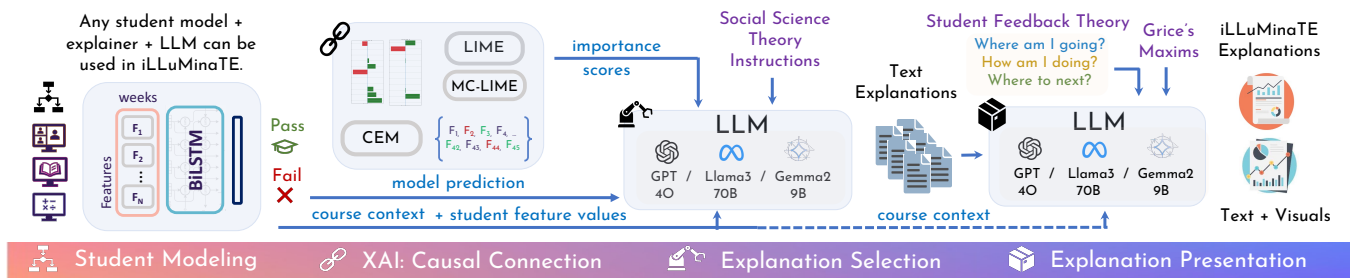 Any student model +
explainer + LLM can be
used in iLLuMinaTE.
weeks
Features
F1
F2
FN
BiLSTM
Pass
Fail
LIME
MC-LIME
CEM
F1, F2, F3, F4, ...
F42, F43, F44, F45
model prediction
course context + student feature values
importance
scores
Social Science
Theory
Instructions
LLM
GPT / Llama3 / Gemma2
4O 70B 9B
Text
Explanations
course context
Student Feedback Theory
Where am I going?
How am I doing?
Where to next?
Grice's
Maxims
LLM
GPT / Llama3 / Gemma2
4O 70B 9B
iLLuMinaTE
Explanations
Text + Visuals
Student Modeling
XAI: Causal Connection
Explanation Selection
Explanation Presentation